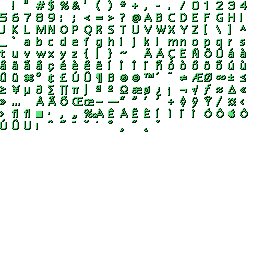 ! " # $ % & ' ( ) * + , - . / 0 1 2 3 4
5 6 7 8 9 : ; < = > ? @ A B C D E F G H I
J K L M N O P Q R S T U V W X Y Z [ \ ] ^
_ ` a b c d e f g h i j k l m n o p q r s
t u v w x y z { | } ~ Ä Å Ç É Ñ Ö Ü á à
â ä ã å ç é è ê ë í ì î ï ñ ó ò ô ö õ ú ù
û ü ° ¢ £ ¶ ß ® © ™ ´ ¨ ≠ Æ Ø ∞ ± ≤
≥ ¥ µ ∂ ∑ ∏ π ∫ ª º Ω æ ø ¿ ¡ ¬ √ ƒ ≈ ∆ «
» … À Ã Õ Œ œ – — “ ” ‘ ’ ÷ ◊ ÿ Ÿ ⁄ ¤ ‹
› ﬁ ﬂ · ‚ „ ‰ Â Ê Á Ë È Í Î Ï Ì Ó Ô Ò
Ú Û Ù ı ˆ ˜ ¯ ˘ ˙ ˚ ¸ ˝ ˛ ˇ